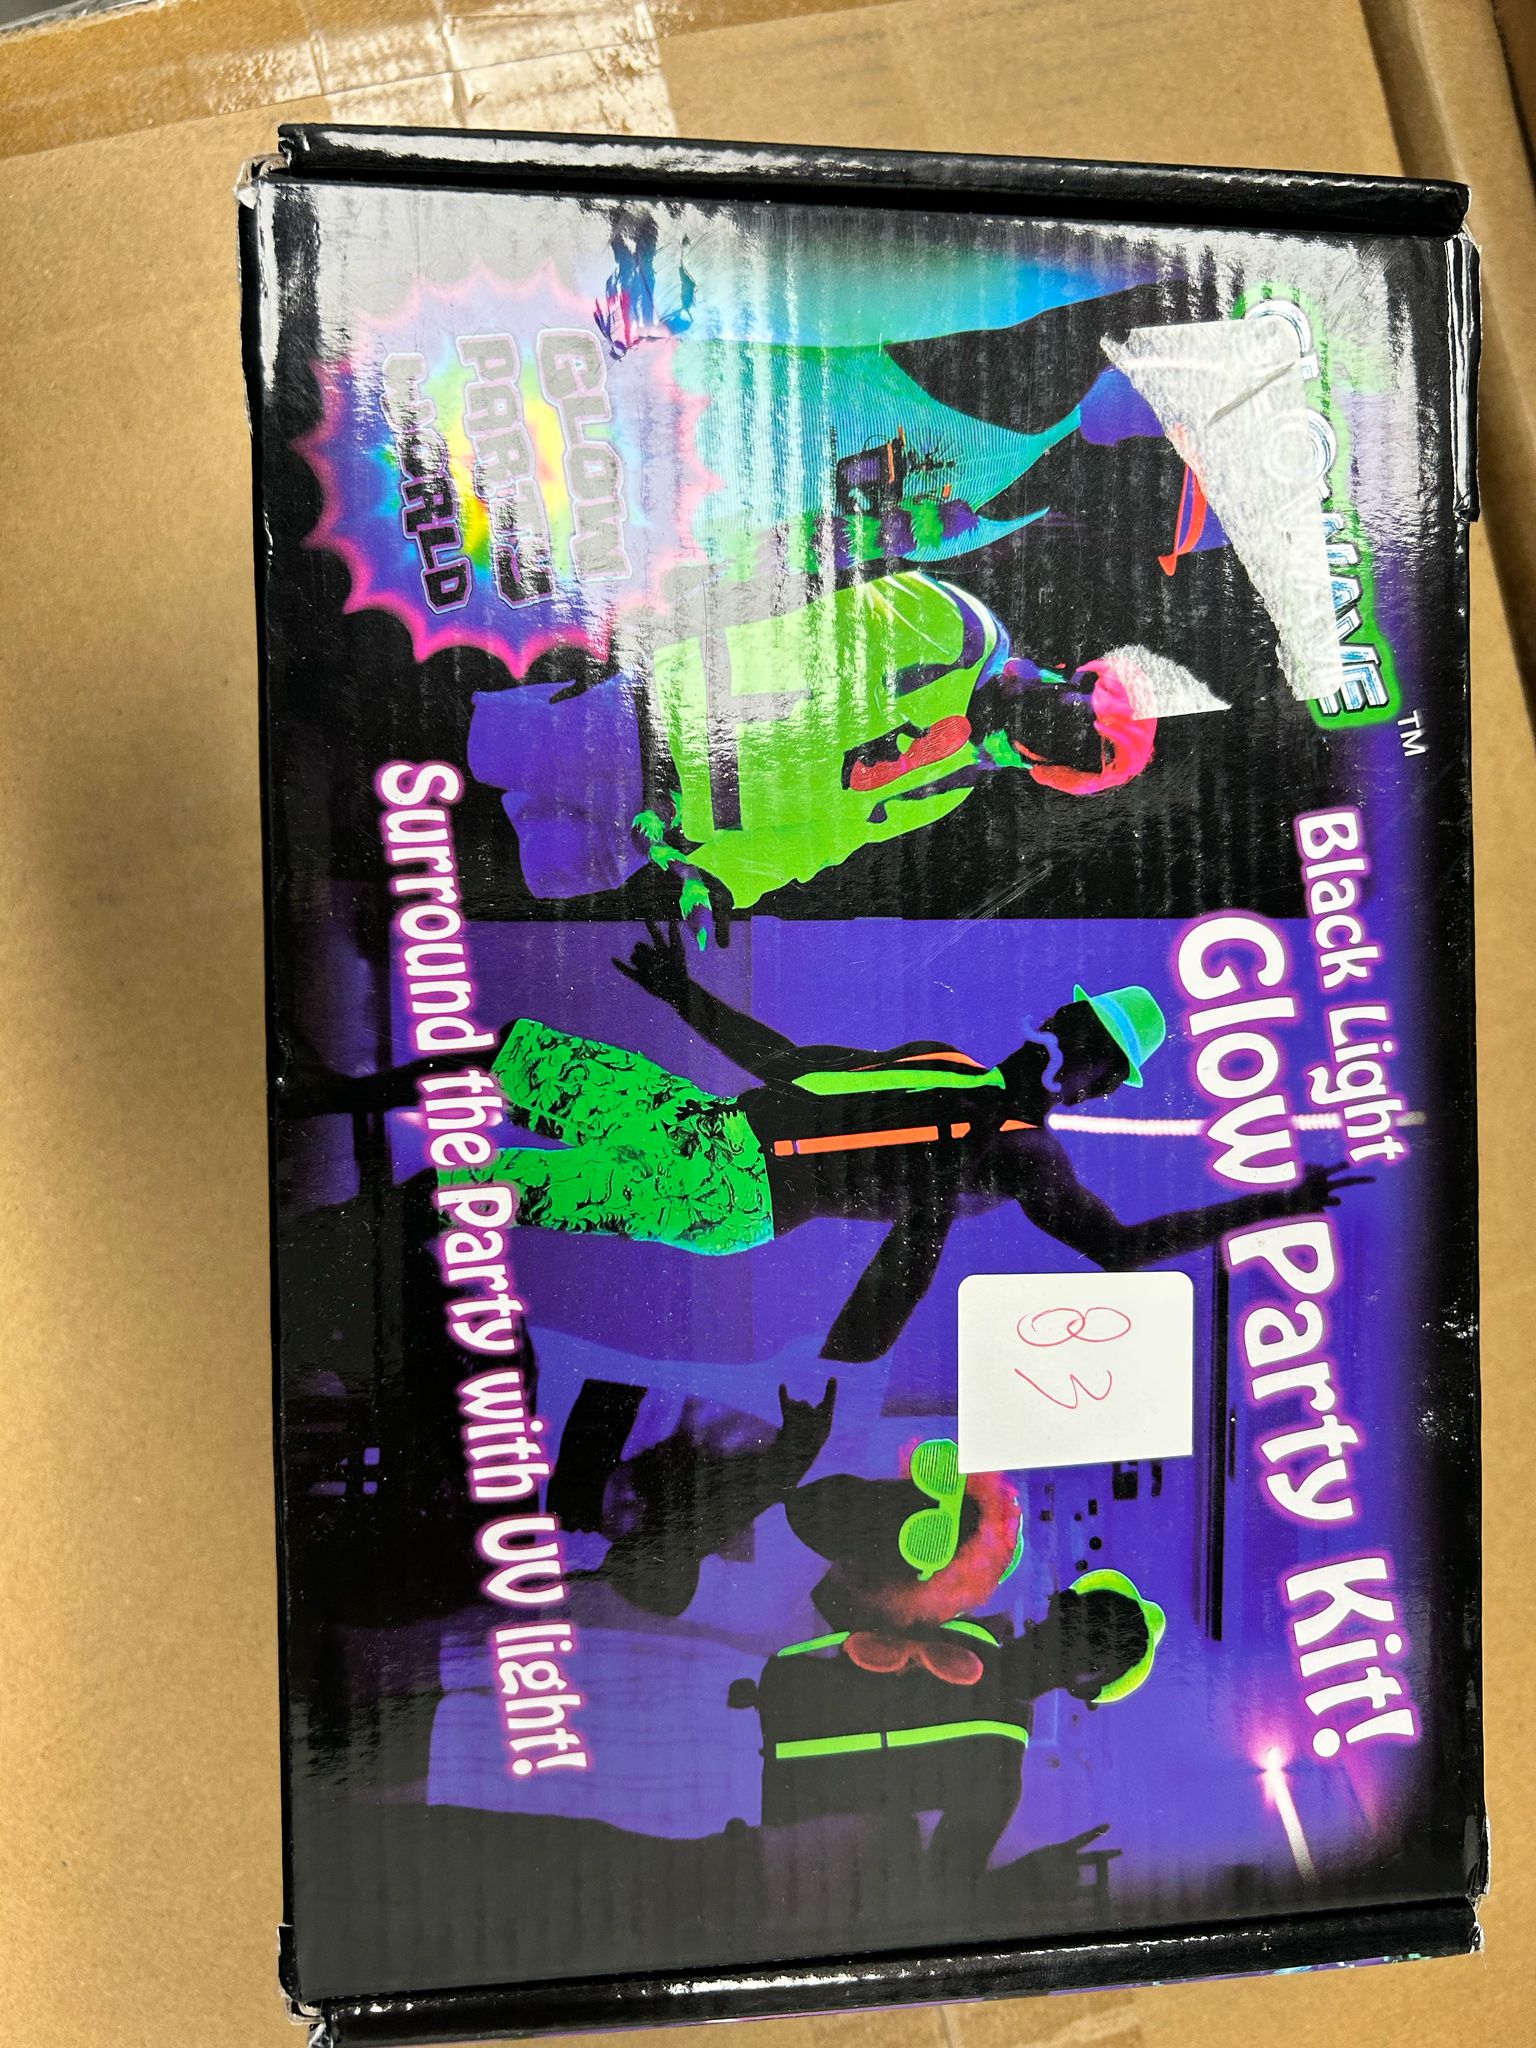 TM
Black Light
Glow Party Kit!
83
GLOW
PARTY
WORLD
Surround the Party with UV light!